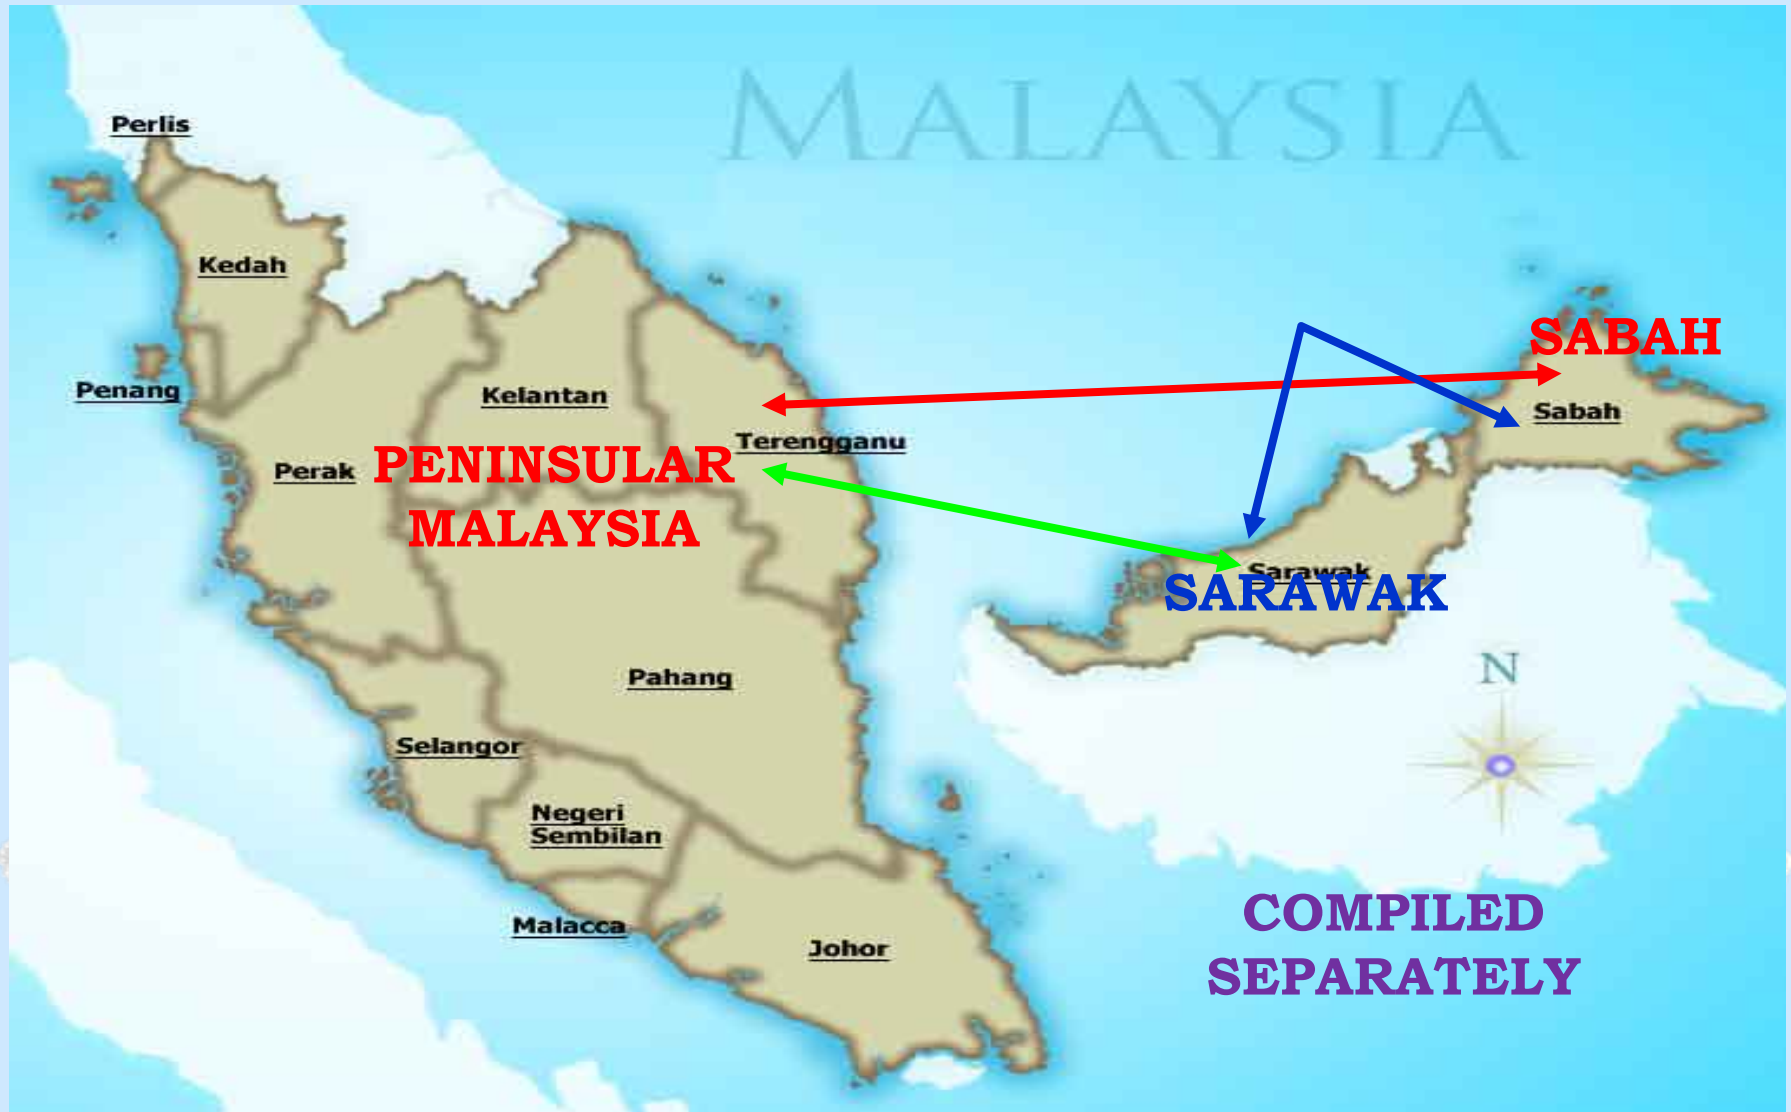 MALAYSIA
Perlis
Kedah
SABAH
Penang
Kelantan
Sabah
Terengganu
Perak
PENINSULAR
MALAYSIA
Sarawak
SARAWAK
N
Pahang
Selangor
Negeri
Sembilan
COMPILED
SEPARATELY
Malacca
Johor